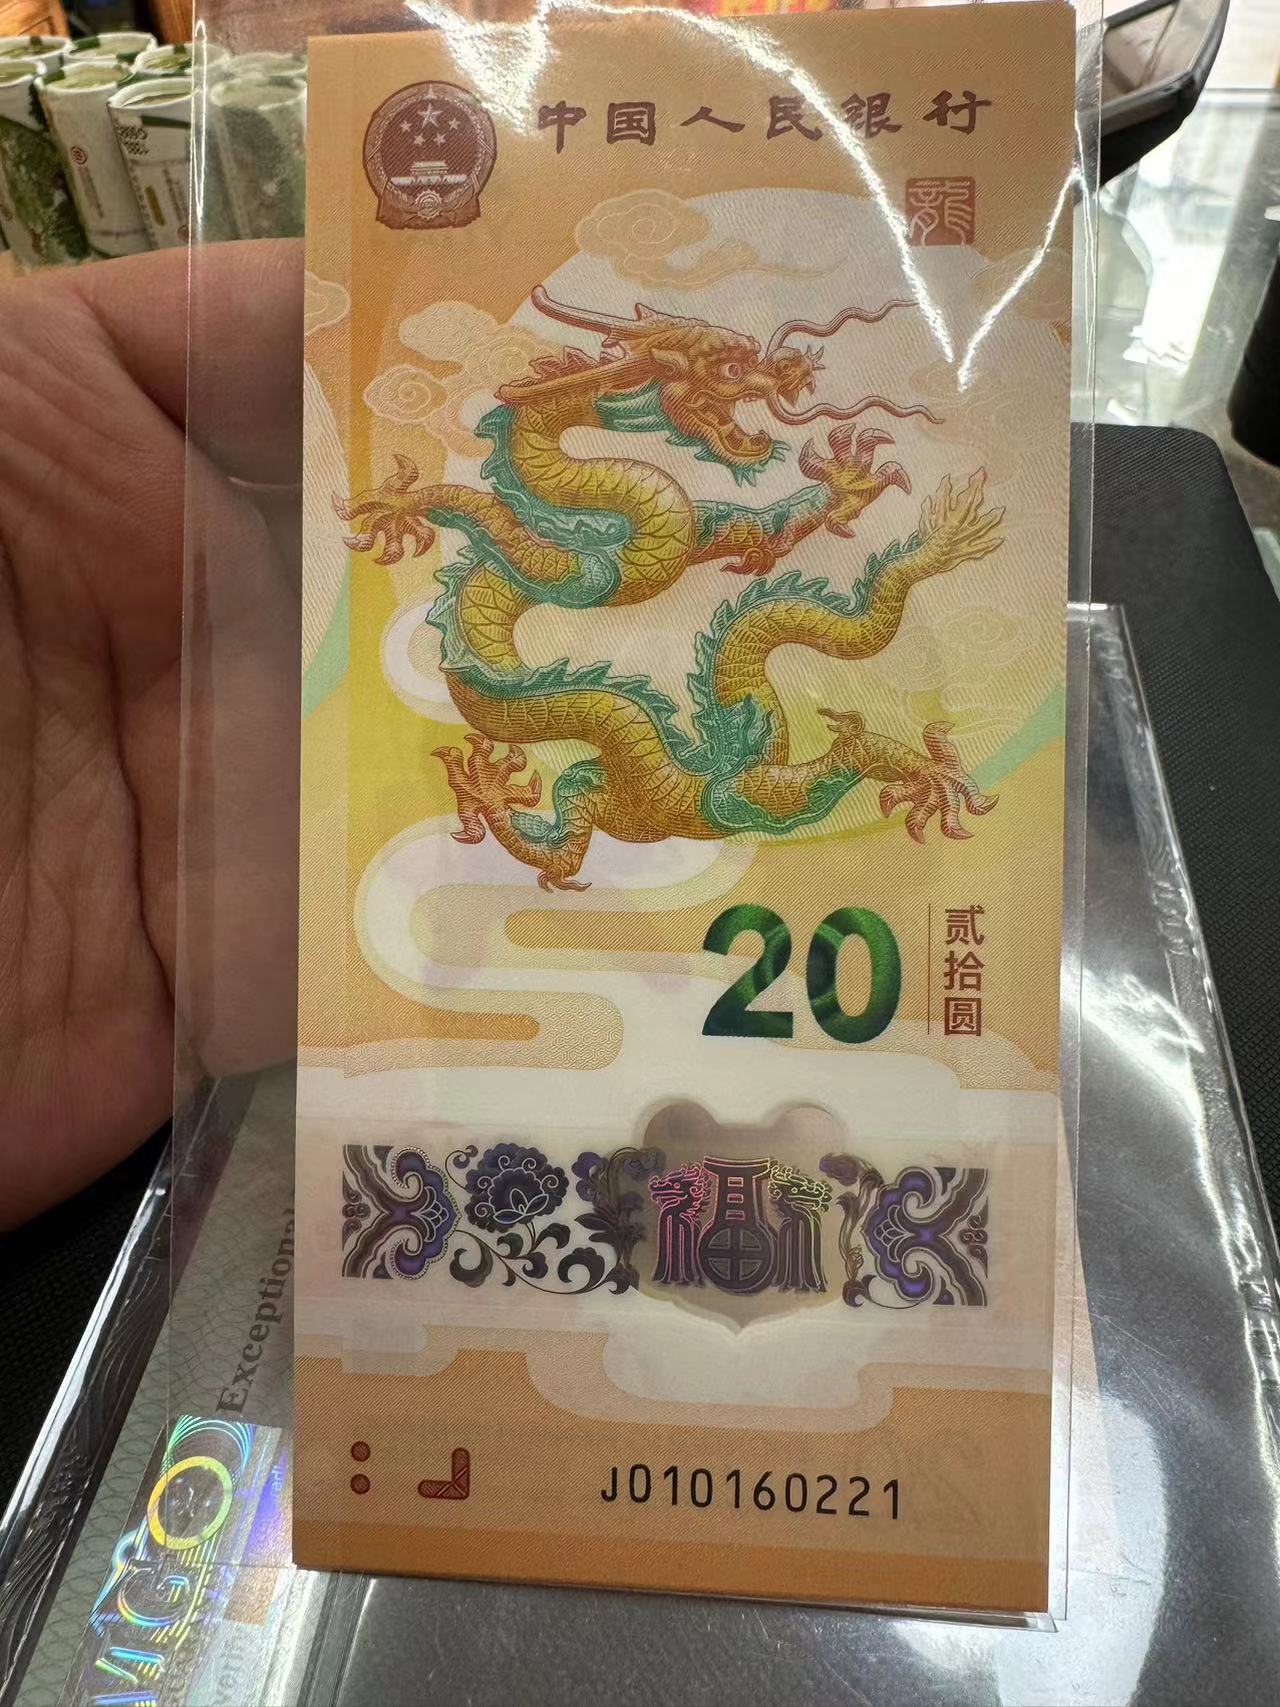 中国人民银行
龍
20
贰拾圆
福
J010160221
Exceptional